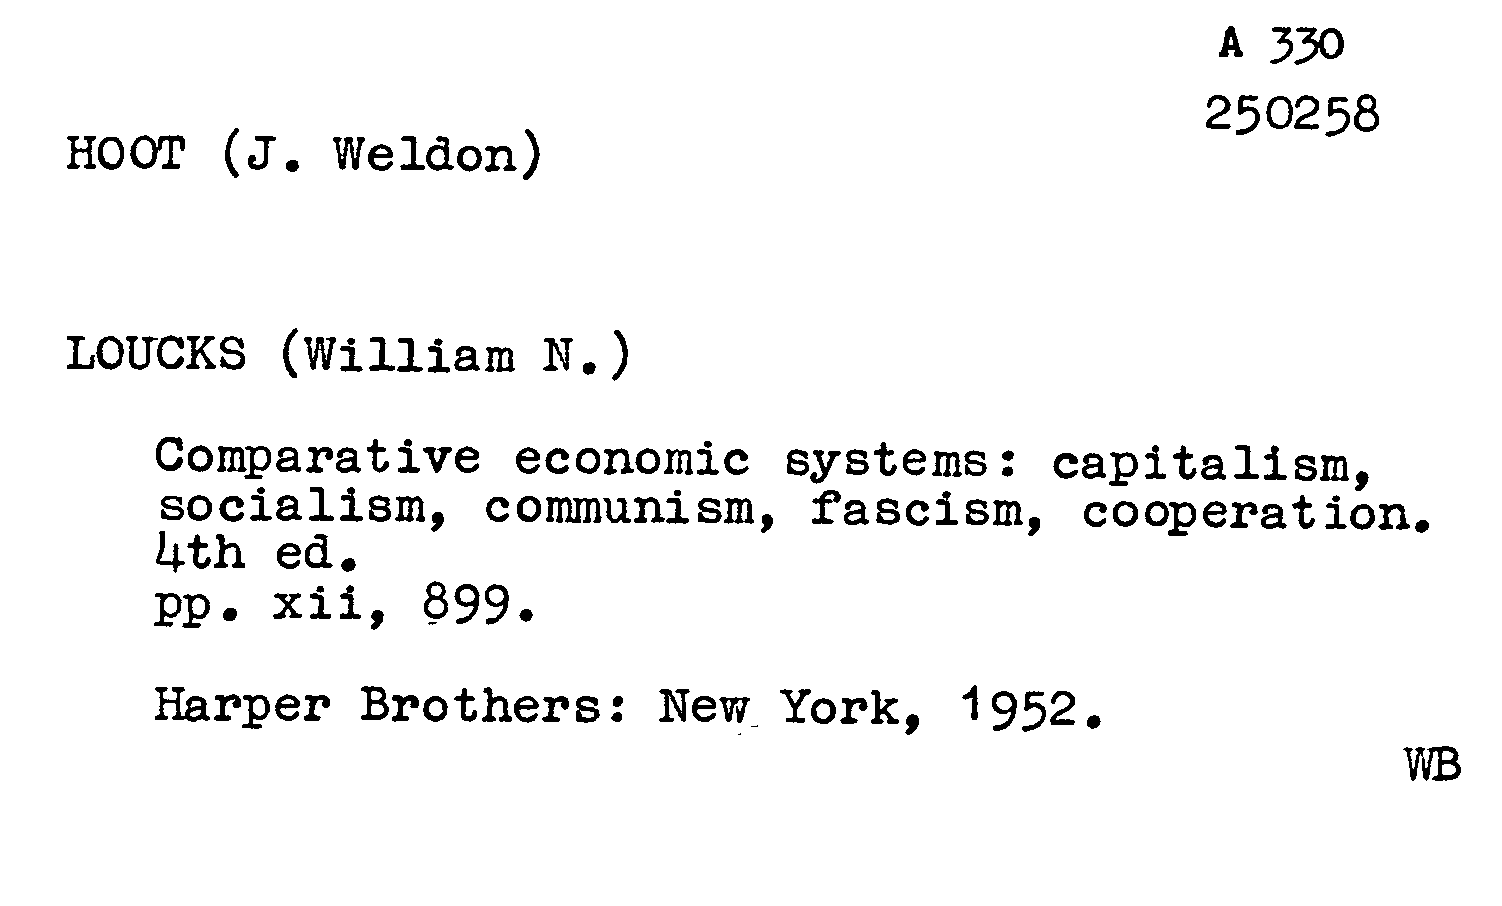 A 330
250258
HOOT (J. Weldon)
LOUCKS (William N.)
Comparative economic systems: capitalism,
socialism, communism, fascism, cooperation.
4th ed.
pp. xii, 899.
Harper Brothers: New York, 1952.
WB